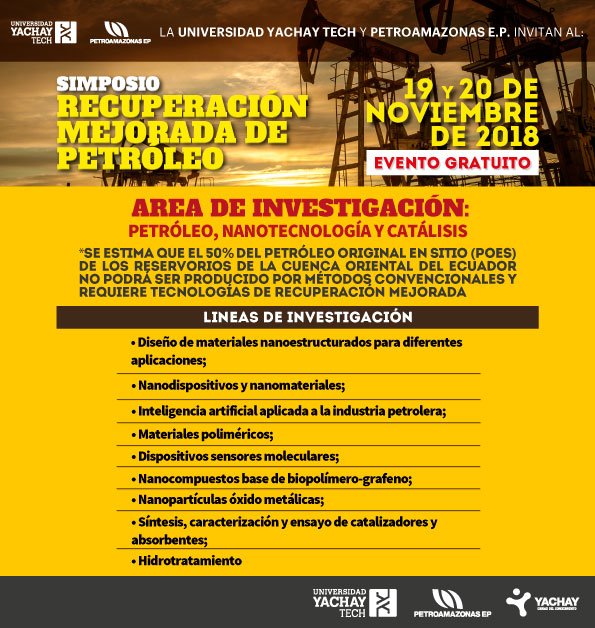 UNIVERSIDAD
YACHAY
TECH
PETROAMAZONAS EP
LA UNIVERSIDAD YACHAY TECH Y PETROAMAZONAS E.P. INVITAN AL:
SIMPOSIO
RECUPERACIÓN
MEJORADA DE
PETRÓLEO
19 Y 20 DE
NOVIEMBRE
DE 2018
EVENTO GRATUITO
AREA DE INVESTIGACIÓN:
PETRÓLEO, NANOTECNOLOGÍA Y CATÁLISIS
*SE ESTIMA QUE EL 50% DEL PETRÓLEO ORIGINAL EN SITIO (POES)
DE LOS RESERVORIOS DE LA CUENCA ORIENTAL DEL ECUADOR
NO PODRÁ SER PRODUCIDO POR MÉTODOS CONVENCIONALES Y
REQUIERE TECNOLOGÍAS DE RECUPERACIÓN MEJORADA
LINEAS DE INVESTIGACIÓN
• Diseño de materiales nanoestructurados para diferentes
aplicaciones;
• Nanodispositivos y nanomateriales;
• Inteligencia artificial aplicada a la industria petrolera;
• Materiales poliméricos;
• Dispositivos sensores moleculares;
• Nanocompuestos base de biopolímero-grafeno;
• Nanopartículas óxido metálicas;
• Síntesis, caracterización y ensayo de catalizadores y
absorbentes;
• Hidrotratamiento
UNIVERSIDAD
YACHAY
TECH
PETROAMAZONAS EP
YACHAY
CIUDAD DEL CONOCIMIENTO